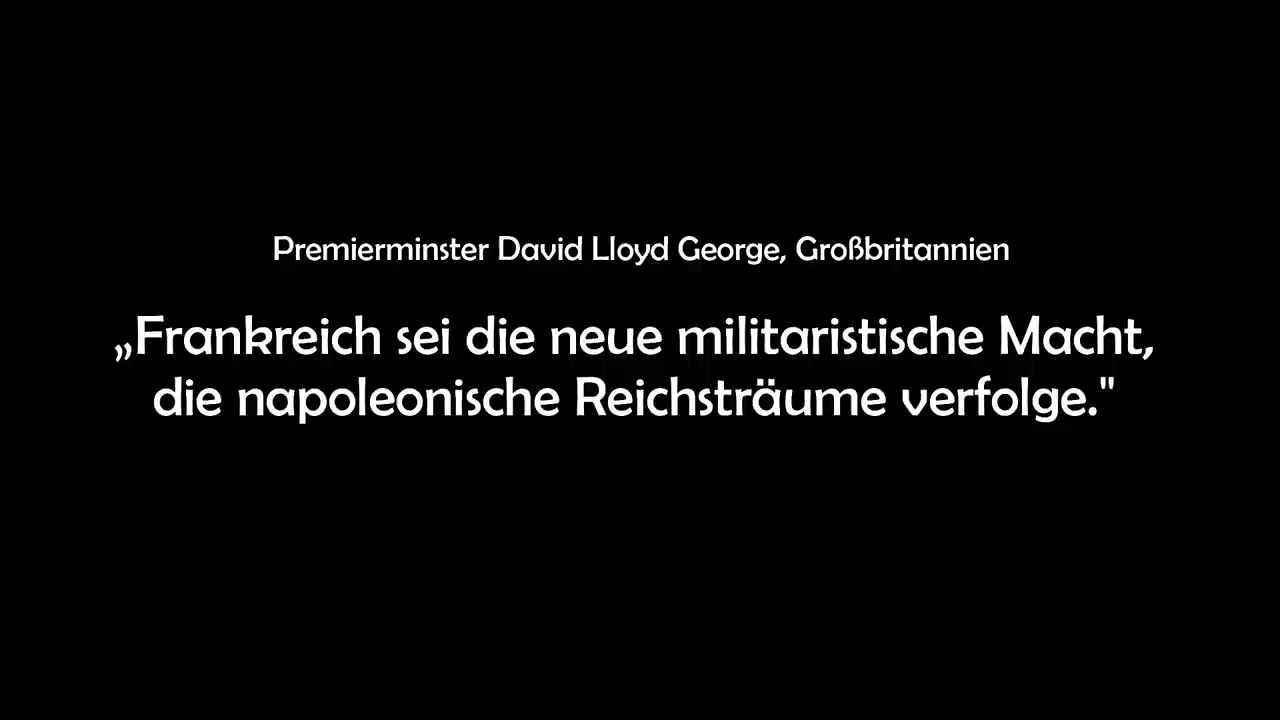 Premierminster David Lloyd George, Großbritannien
„Frankreich sei die neue militaristische Macht,
die napoleonische Reichsträume verfolge."